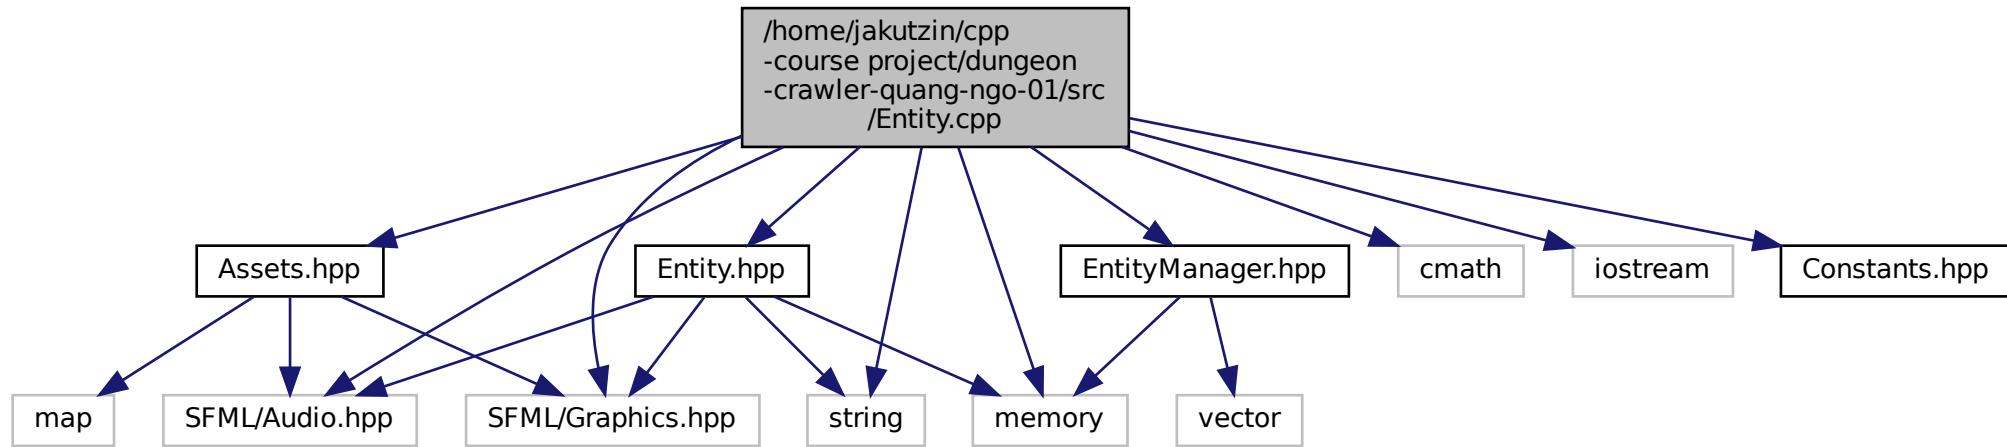 /home/jakutzin/cpp
-course project/dungeon
-crawler-quang-ngo-01/src
/Entity.cpp
Assets.hpp
Entity.hpp
EntityManager.hpp
cmath
iostream
Constants.hpp
map
SFML/Audio.hpp
SFML/Graphics.hpp
string
memory
vector